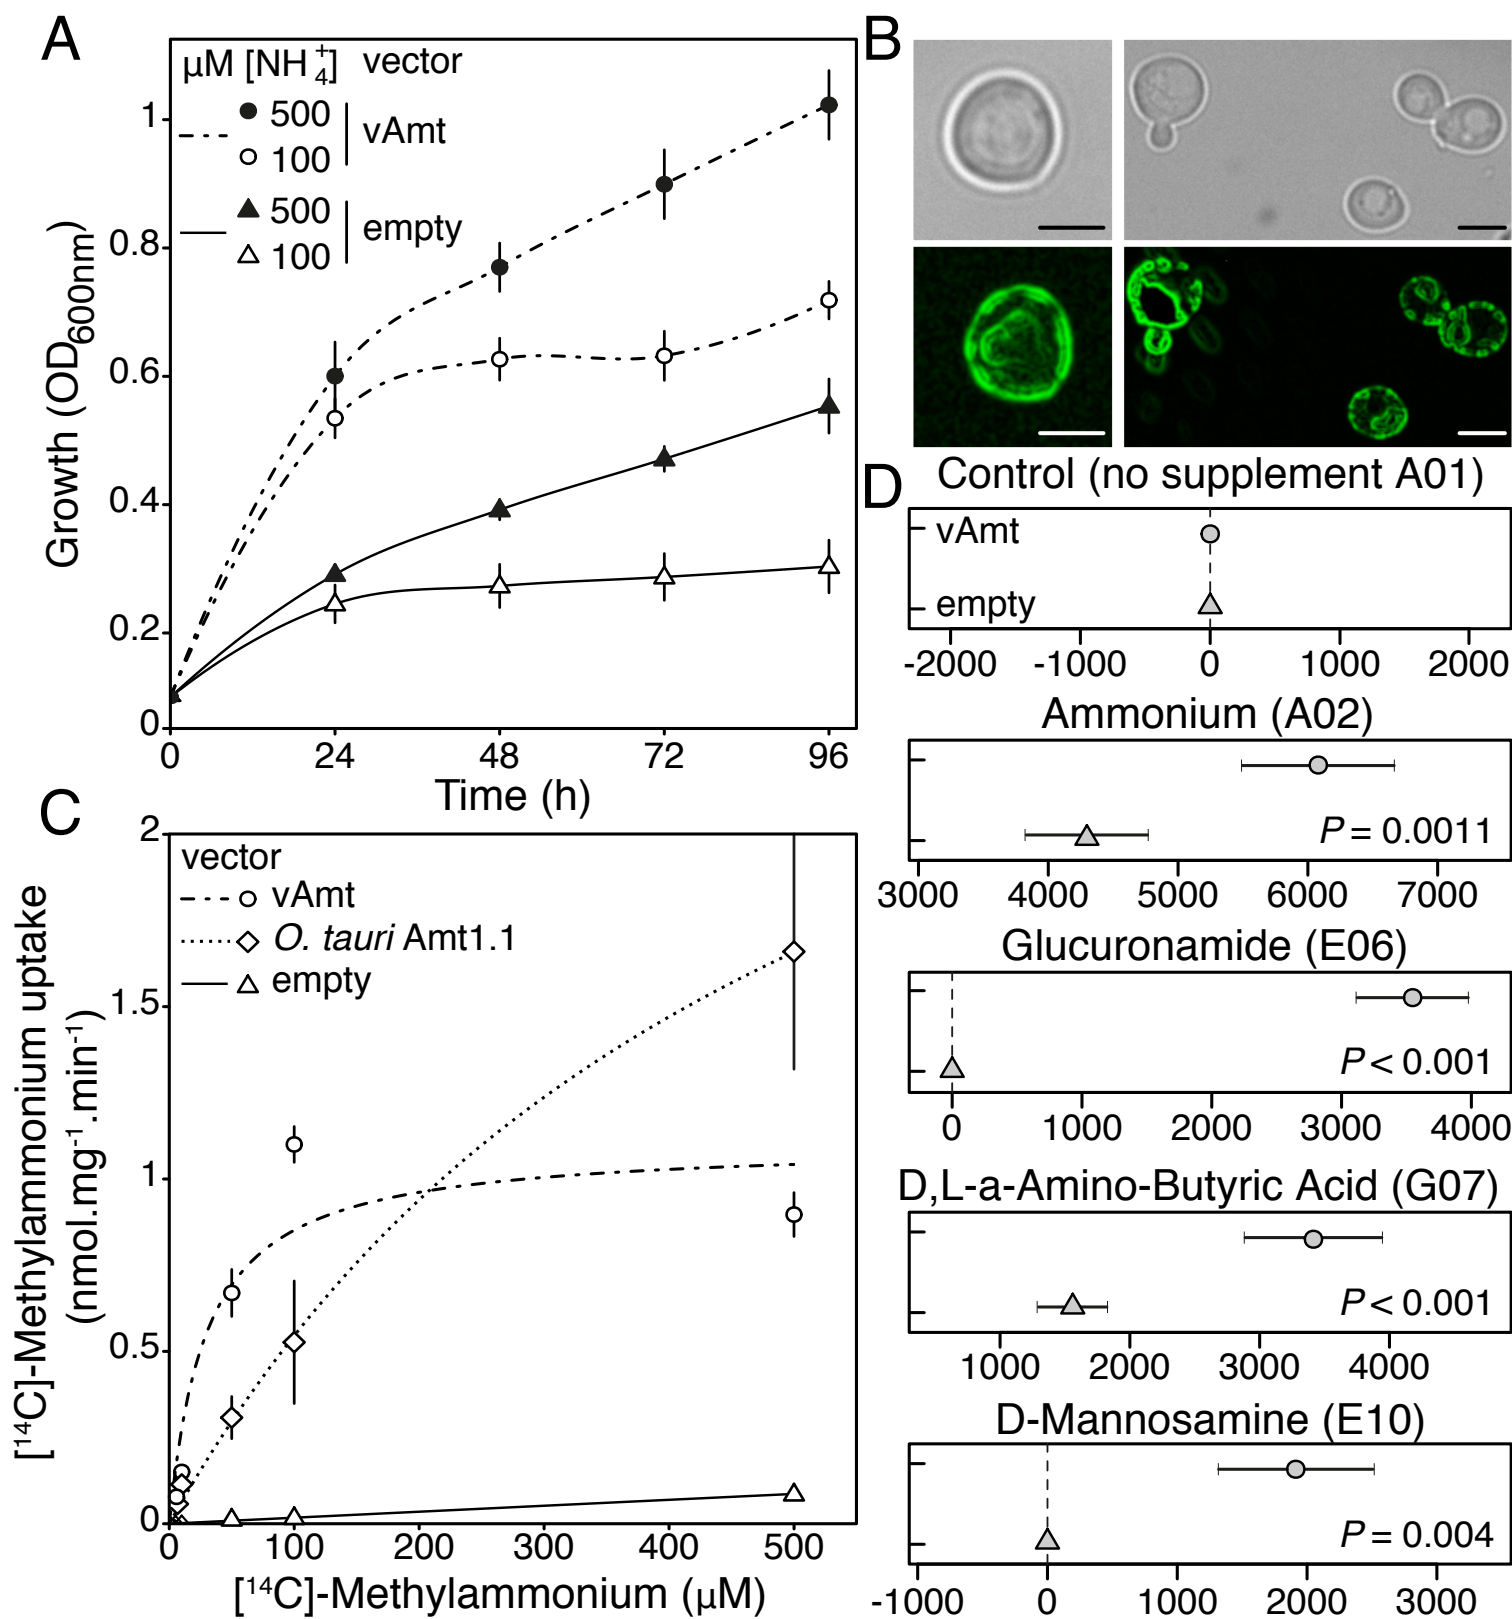 A
µM [NH4+] vector
500
vAmt
100
500
empty
100
Growth (OD600nm)
1
0.8
0.6
0.4
0.2
0
0 24 48 72 96
Time (h)
B
C
vector
vAmt
O. tauri Amt1.1
empty
[14C]-Methylammonium uptake
(nmol.mg-1.min-1)
2
1.5
1
0.5
0
0 100 200 300 400 500
[14C]-Methylammonium (µM)
D
Control (no supplement A01)
vAmt
empty
-2000 -1000 0 1000 2000
Ammonium (A02)
P = 0.0011
3000 4000 5000 6000 7000
Glucuronamide (E06)
P < 0.001
0 1000 2000 3000 4000
D,L-a-Amino-Butyric Acid (G07)
P < 0.001
1000 2000 3000 4000
D-Mannosamine (E10)
P = 0.004
-1000 0 1000 2000 3000